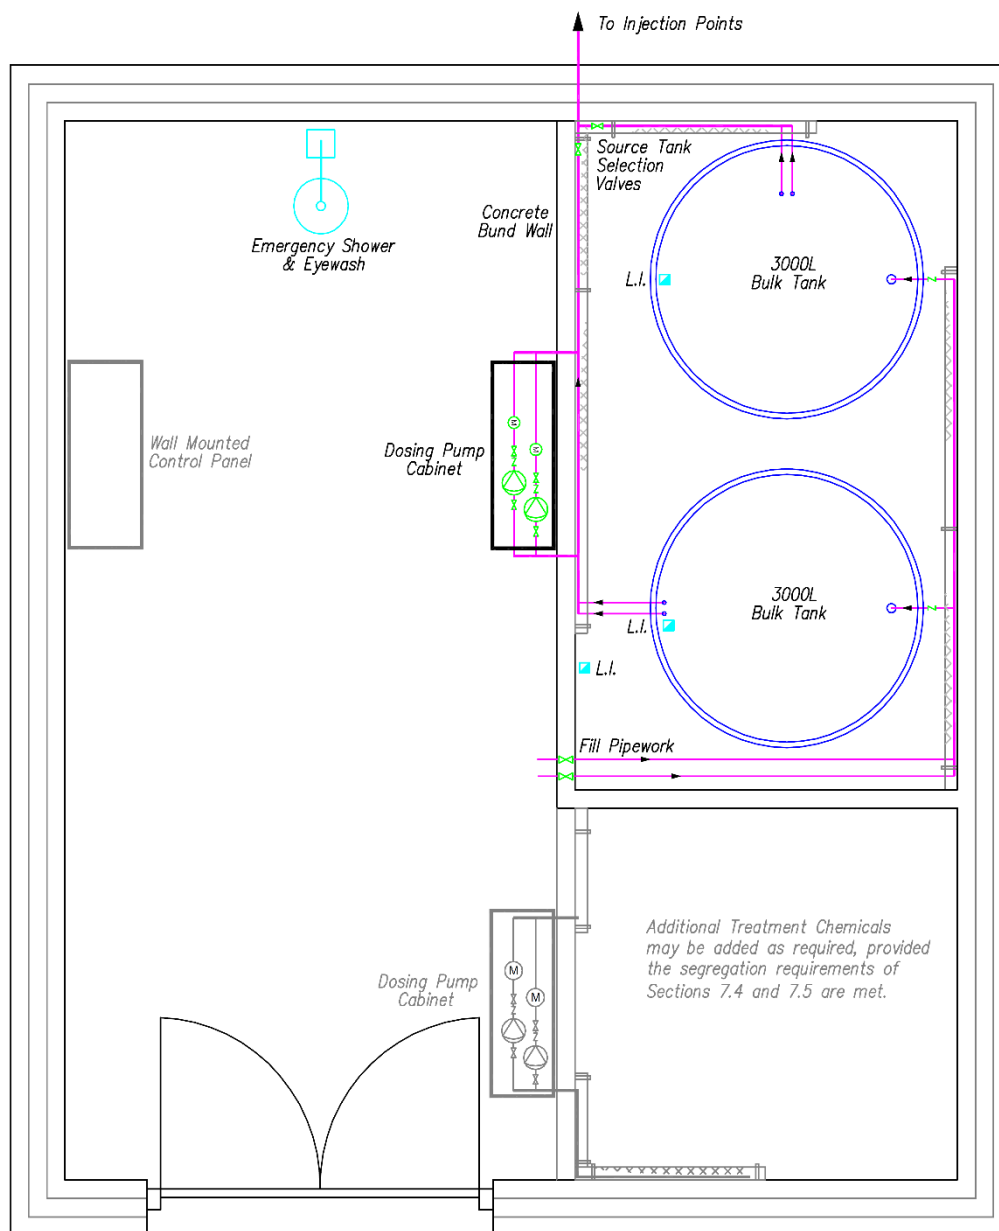 To Injection Points
Source Tank
Selection
Valves
Concrete
Bund Wall
Emergency Shower
& Eyewash
L.I.
3000L
Bulk Tank
Wall Mounted
Control Panel
Dosing Pump
Cabinet
M
M
3000L
Bulk Tank
L.I.
L.I.
Fill Pipework
Additional Treatment Chemicals
may be added as required, provided
the segregation requirements of
Sections 7.4 and 7.5 are met.
Dosing Pump
Cabinet
M
M